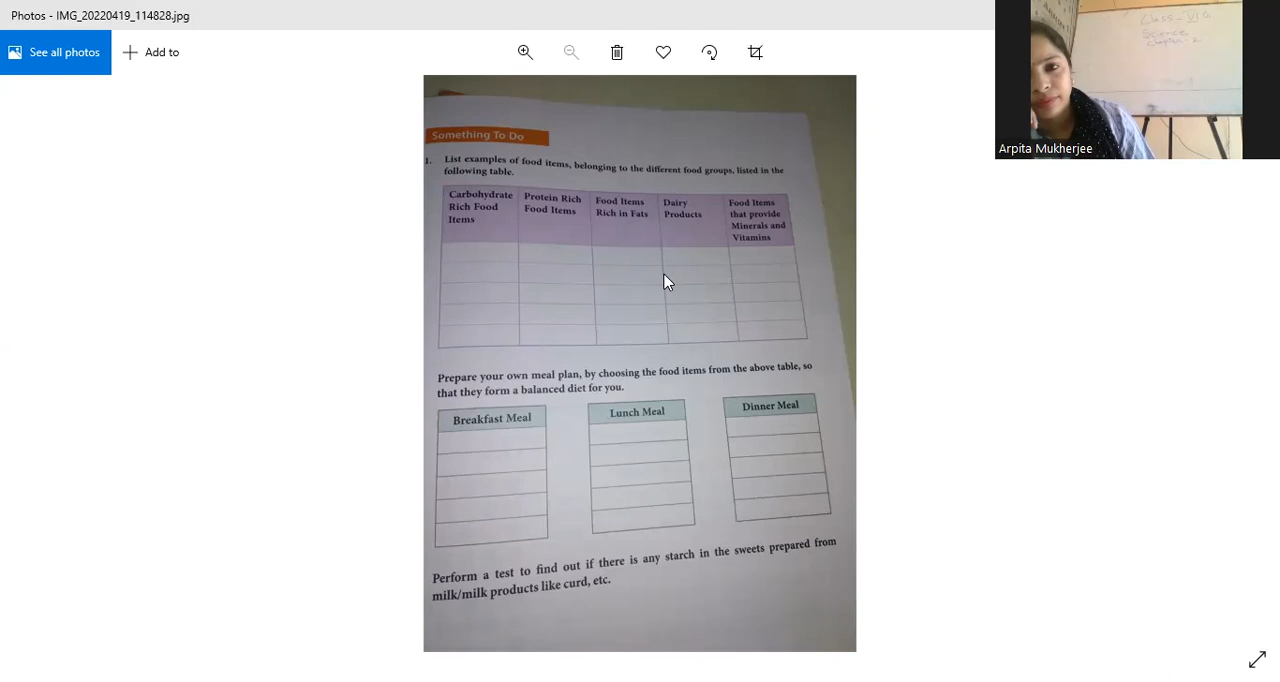 Photos - IMG_20220419_114828.jpg
See all photos
Add to
Class - VI G
Science
Chapter-2
Arpita Mukherjee
Something To Do
1. List examples of food items, belonging to the different food groups, listed in the
following table.
Carbohydrate
Rich Food
Items
Protein Rich
Food Items
Food Items
Rich in Fats
Dairy
Products
Food Items
that provide
Minerals and
Vitamins
Prepare your own meal plan, by choosing the food items from the above table, so
that they form a balanced diet for you.
Breakfast Meal
Lunch Meal
Dinner Meal
Perform a test to find out if there is any starch in the sweets prepared from
milk/milk products like curd, etc.